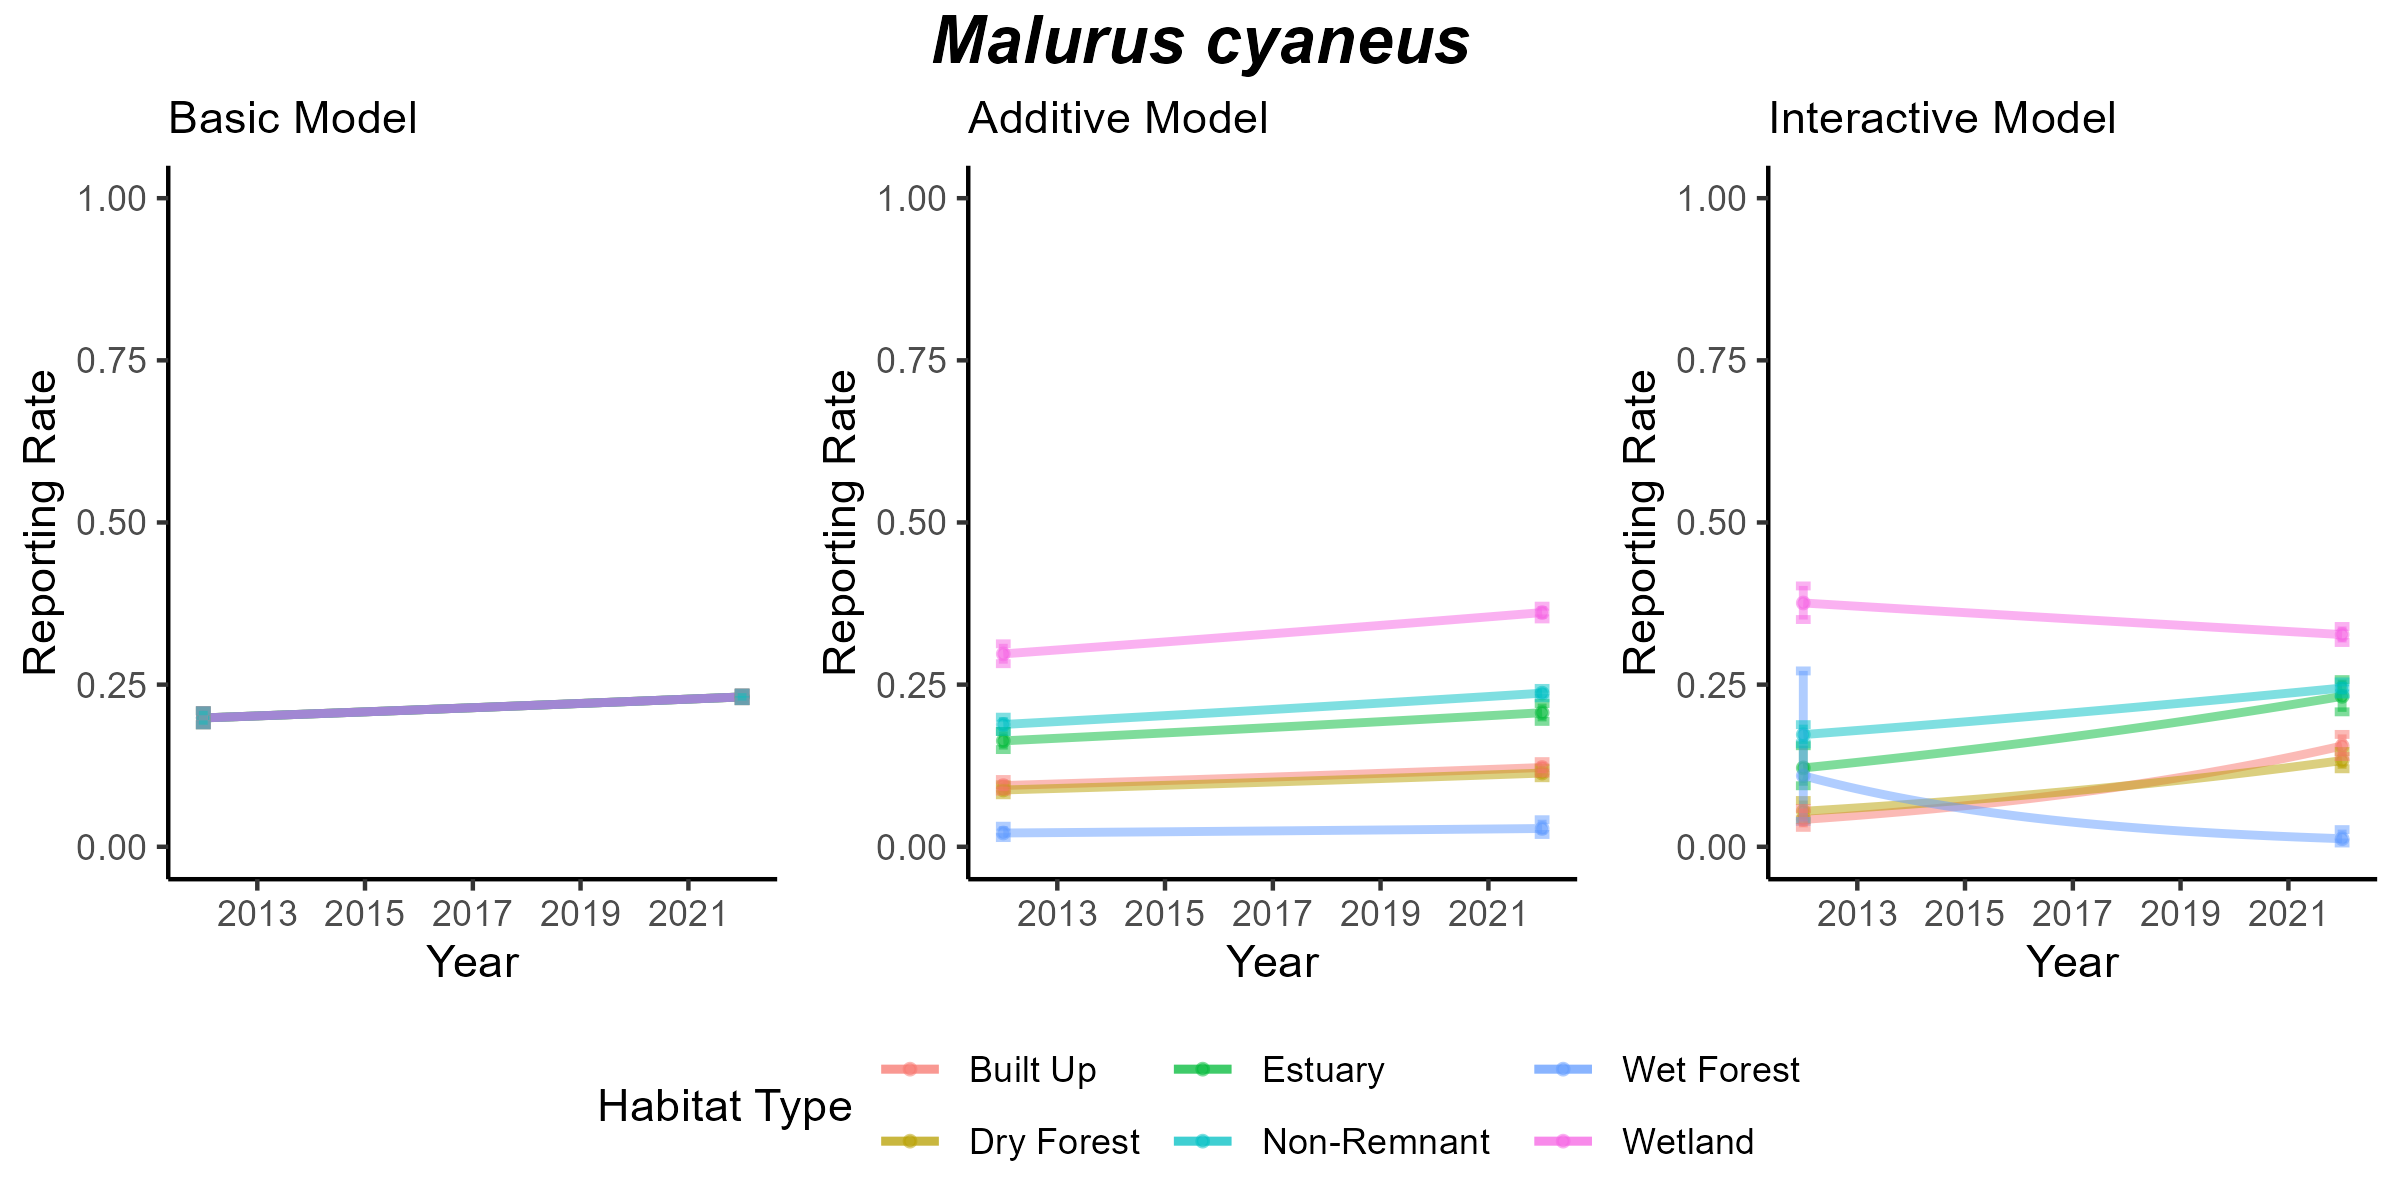 Malurus cyaneus
Basic Model
Additive Model
Interactive Model
Reporting Rate
1.00
0.75
0.50
0.25
0.00
2013 2015 2017 2019 2021
Year
Reporting Rate
1.00
0.75
0.50
0.25
0.00
2013 2015 2017 2019 2021
Year
Reporting Rate
1.00
0.75
0.50
0.25
0.00
2013 2015 2017 2019 2021
Year
Habitat Type
Built Up
Estuary
Wet Forest
Dry Forest
Non-Remnant
Wetland